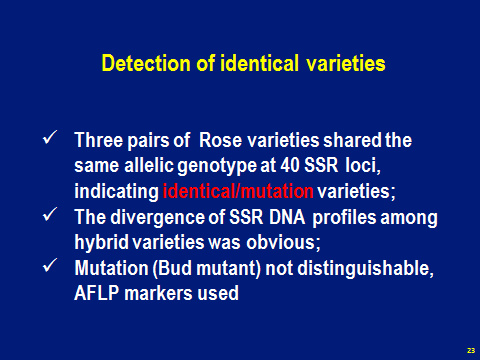 Detection of identical varieties
✓ Three pairs of Rose varieties shared the
same allelic genotype at 40 SSR loci,
indicating identical/mutation varieties;
✓ The divergence of SSR DNA profiles among
hybrid varieties was obvious;
✓ Mutation (Bud mutant) not distinguishable,
AFLP markers used
23